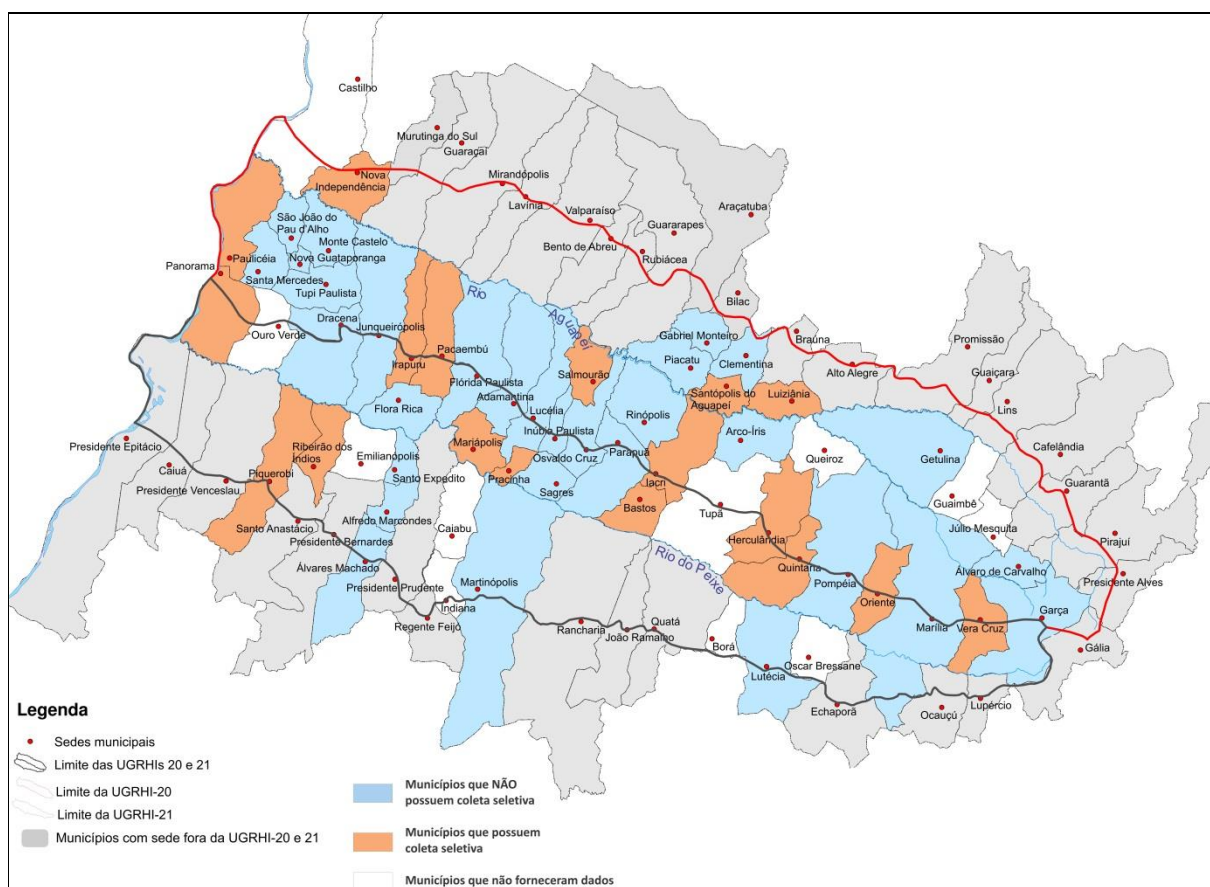 Castilho
Murutinga do Sul
Guaraçaí
Nova
Independência
Mirandópolis
Lavínia
Valparaíso
Araçatuba
Guararapes
Bento de Abreu
Rubiácea
São João do
Pau d'Alho
Monte Castelo
Nova Guataporanga
Paulicéia
Panorama
Santa Mercedes
Tupi Paulista
Rio
Aguapeí
Bilac
Dracena
Junqueirópolis
Ouro Verde
Gabriel Monteiro
Braúna
Promissão
Pacaembú
Irapuru
Piacatu
Clementina
Alto Alegre
Guaiçara
Flórida Paulista
Salmourão
Santópolis do
Aguapeí
Luiziânia
Lins
Adamantina
Flora Rica
Lucélia
Rinópolis
Inúbia Paulista
Arco-Íris
Presidente Epitácio
Ribeirão dos
Índios
Mariápolis
Osvaldo Cruz
Parapuã
Queiroz
Getulina
Cafelândia
Emilianópolis
Caiuá
Piquerobi
Santo Expedito
Pracinha
Iacri
Presidente Venceslau
Sagres
Guarantã
Guaimbê
Bastos
Tupã
Santo Anastácio
Alfredo Marcondes
Caiabu
Herculândia
Júlio Mesquita
Pirajuí
Presidente Bernardes
Rio do Peixe
Quintana
Álvares Machado
Pompéia
Álvaro de Carvalho
Presidente Alves
Presidente Prudente
Martinópolis
Indiana
Oriente
Regente Feijó
Rancharia
João Ramalho
Quatá
Marília
Vera Cruz
Garça
Borá
Gália
Lutécia
Oscar Bressane
Echaporã
Ocauçú
Lupércio
Legenda
Sedes municipais
Limite das UGRHIs 20 e 21
Limite da UGRHI-20
Limite da UGRHI-21
Municípios com sede fora da UGRHI-20 e 21
Municípios que NÃO
possuem coleta seletiva
Municípios que possuem
coleta seletiva
Municípios que não forneceram dados